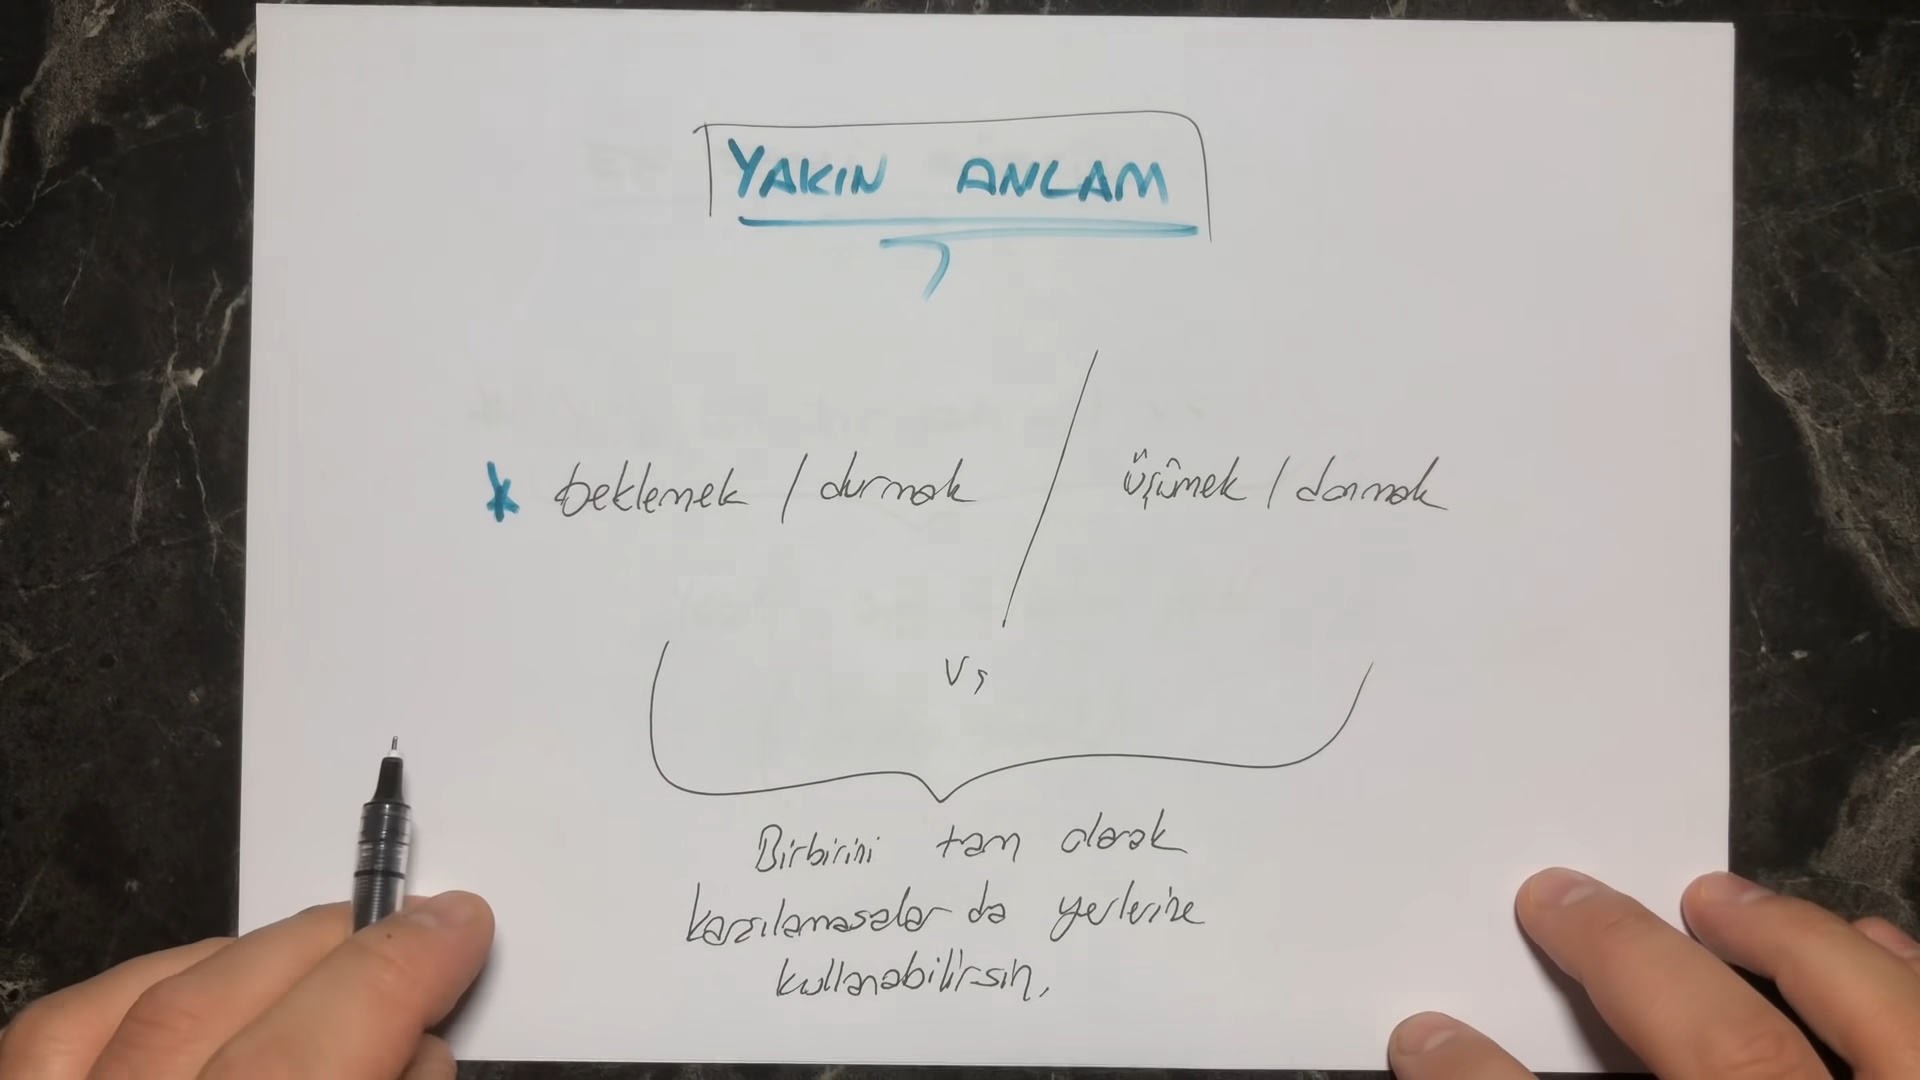 YAKIN ANLAM
* beklemek / durmak / üşümek / donmak
Vs
Birbirini tam olarak
karşılamasalar da yerlerine
kullanabilirsin,